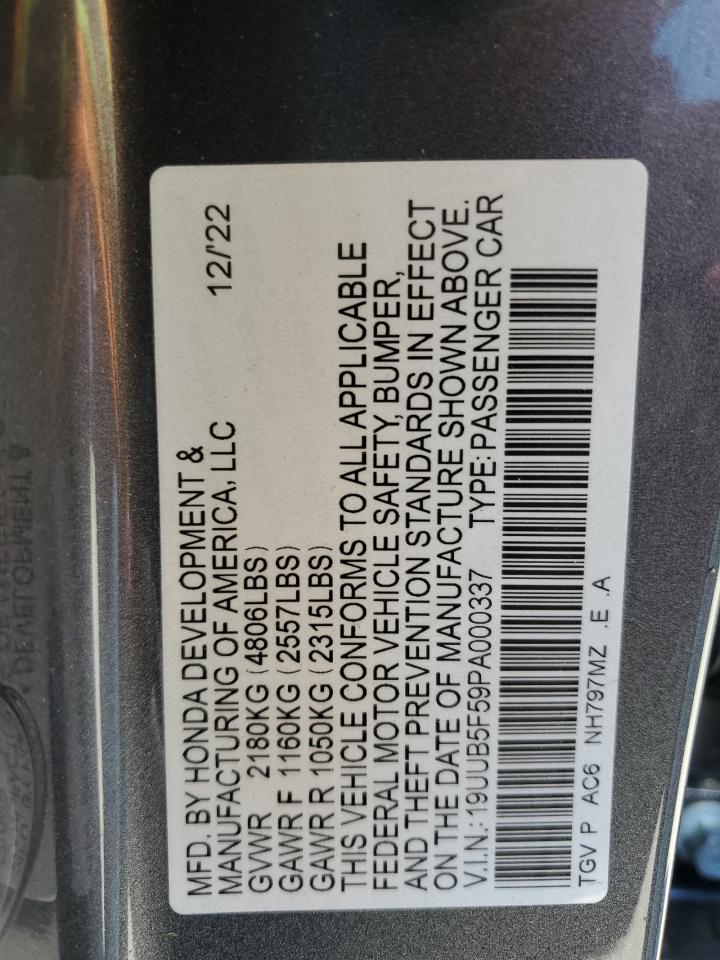 MFD. BY HONDA DEVELOPMENT &
MANUFACTURING OF AMERICA, LLC 12/'22
GVWR 2180KG (4806LBS)
GAWR F 1160KG (2557LBS)
GAWR R 1050KG (2315LBS)
THIS VEHICLE CONFORMS TO ALL APPLICABLE
FEDERAL MOTOR VEHICLE SAFETY, BUMPER,
AND THEFT PREVENTION STANDARDS IN EFFECT
ON THE DATE OF MANUFACTURE SHOWN ABOVE.
V.I.N.: 19UUB5F59PA000337 TYPE: PASSENGER CAR
TGV P AC6 NH797MZ .E .A